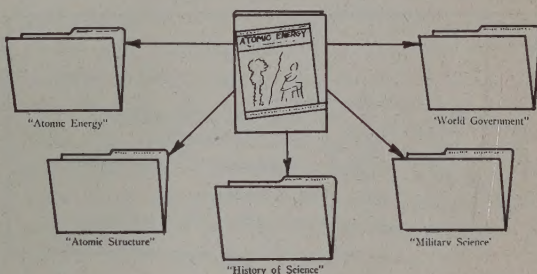 ATOMIC ENERGY
"Atomic Energy"
'World Government"
"Atomic Structure"
"Military Science'
"History of Science"